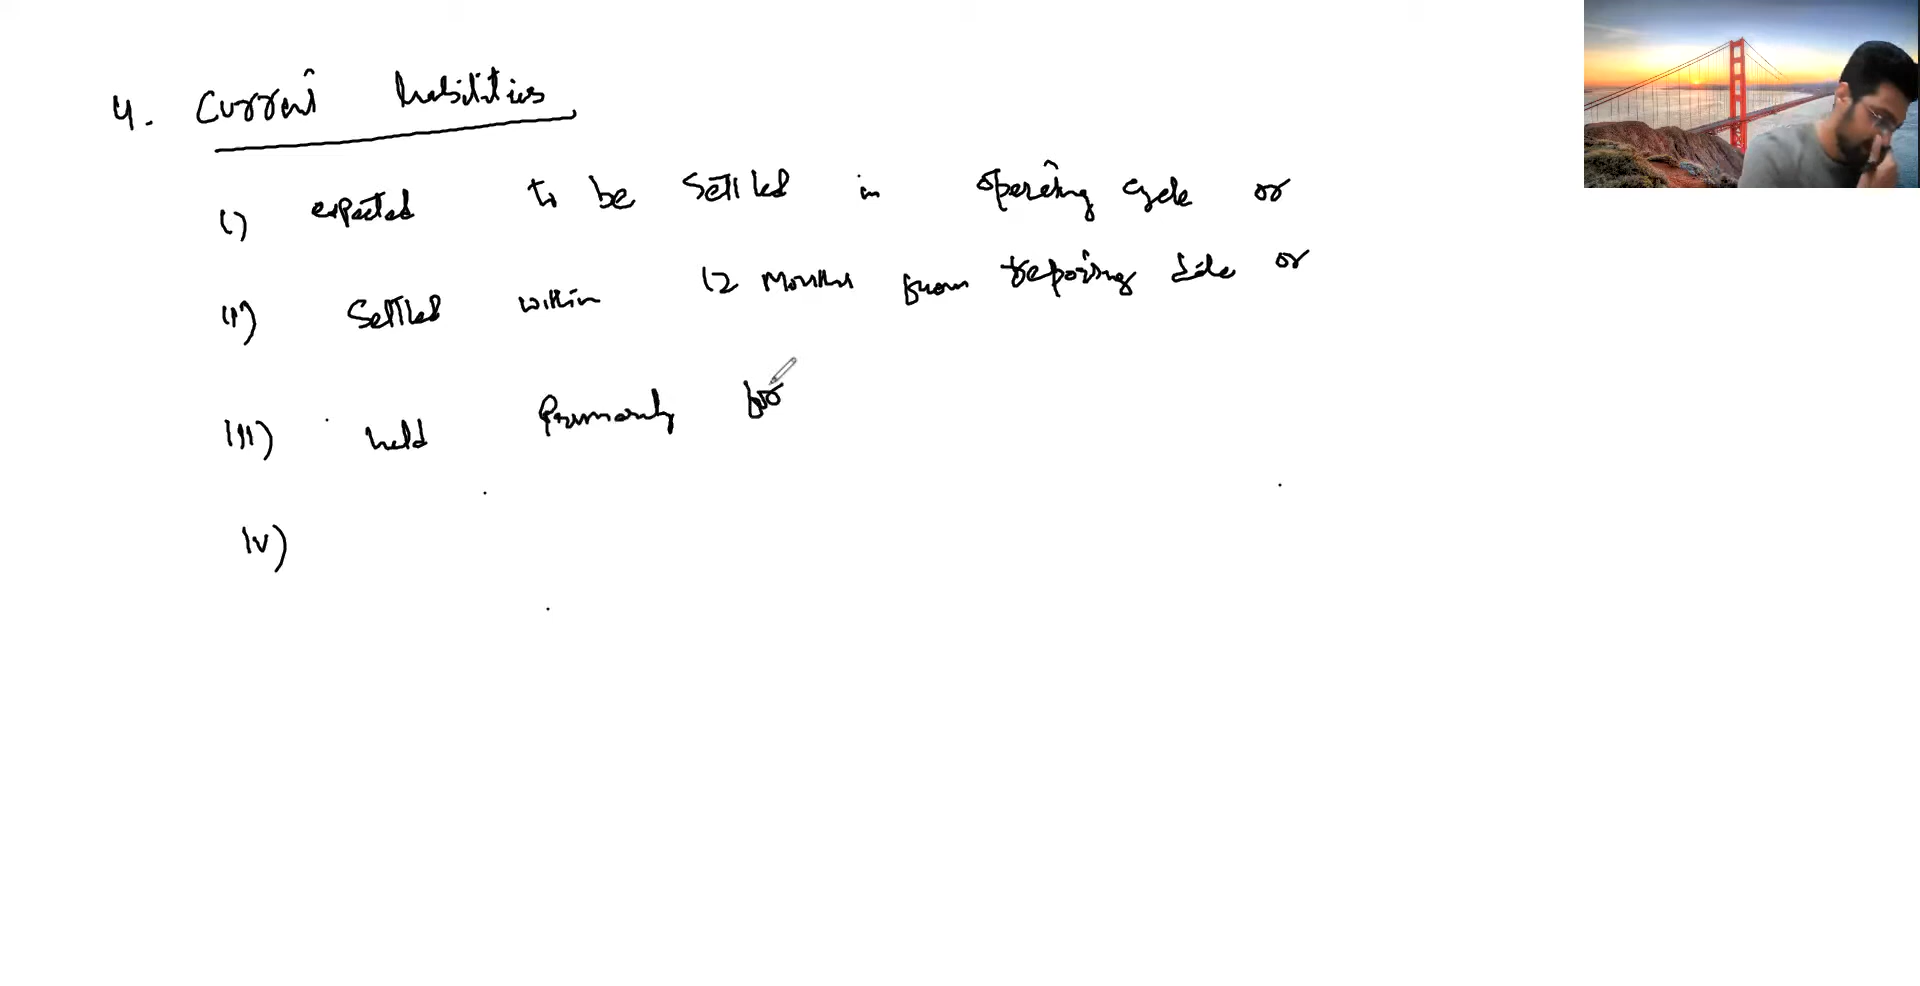 4. Current liabilities
i) expected to be settled in operating cycle or
ii) Settled within 12 Months from reporting date or
iii) held Primarily for
iv)